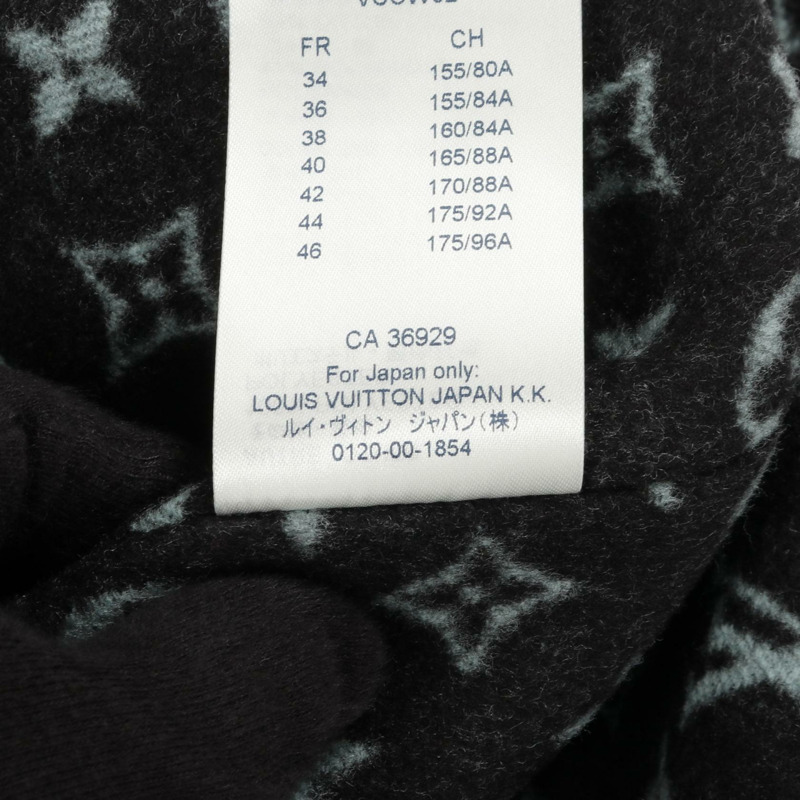 FR CH
34 155/80A
36 155/84A
38 160/84A
40 165/88A
42 170/88A
44 175/92A
46 175/96A
CA 36929
For Japan only:
LOUIS VUITTON JAPAN K.K.
ルイ・ヴィトン ジャパン(株)
0120-00-1854